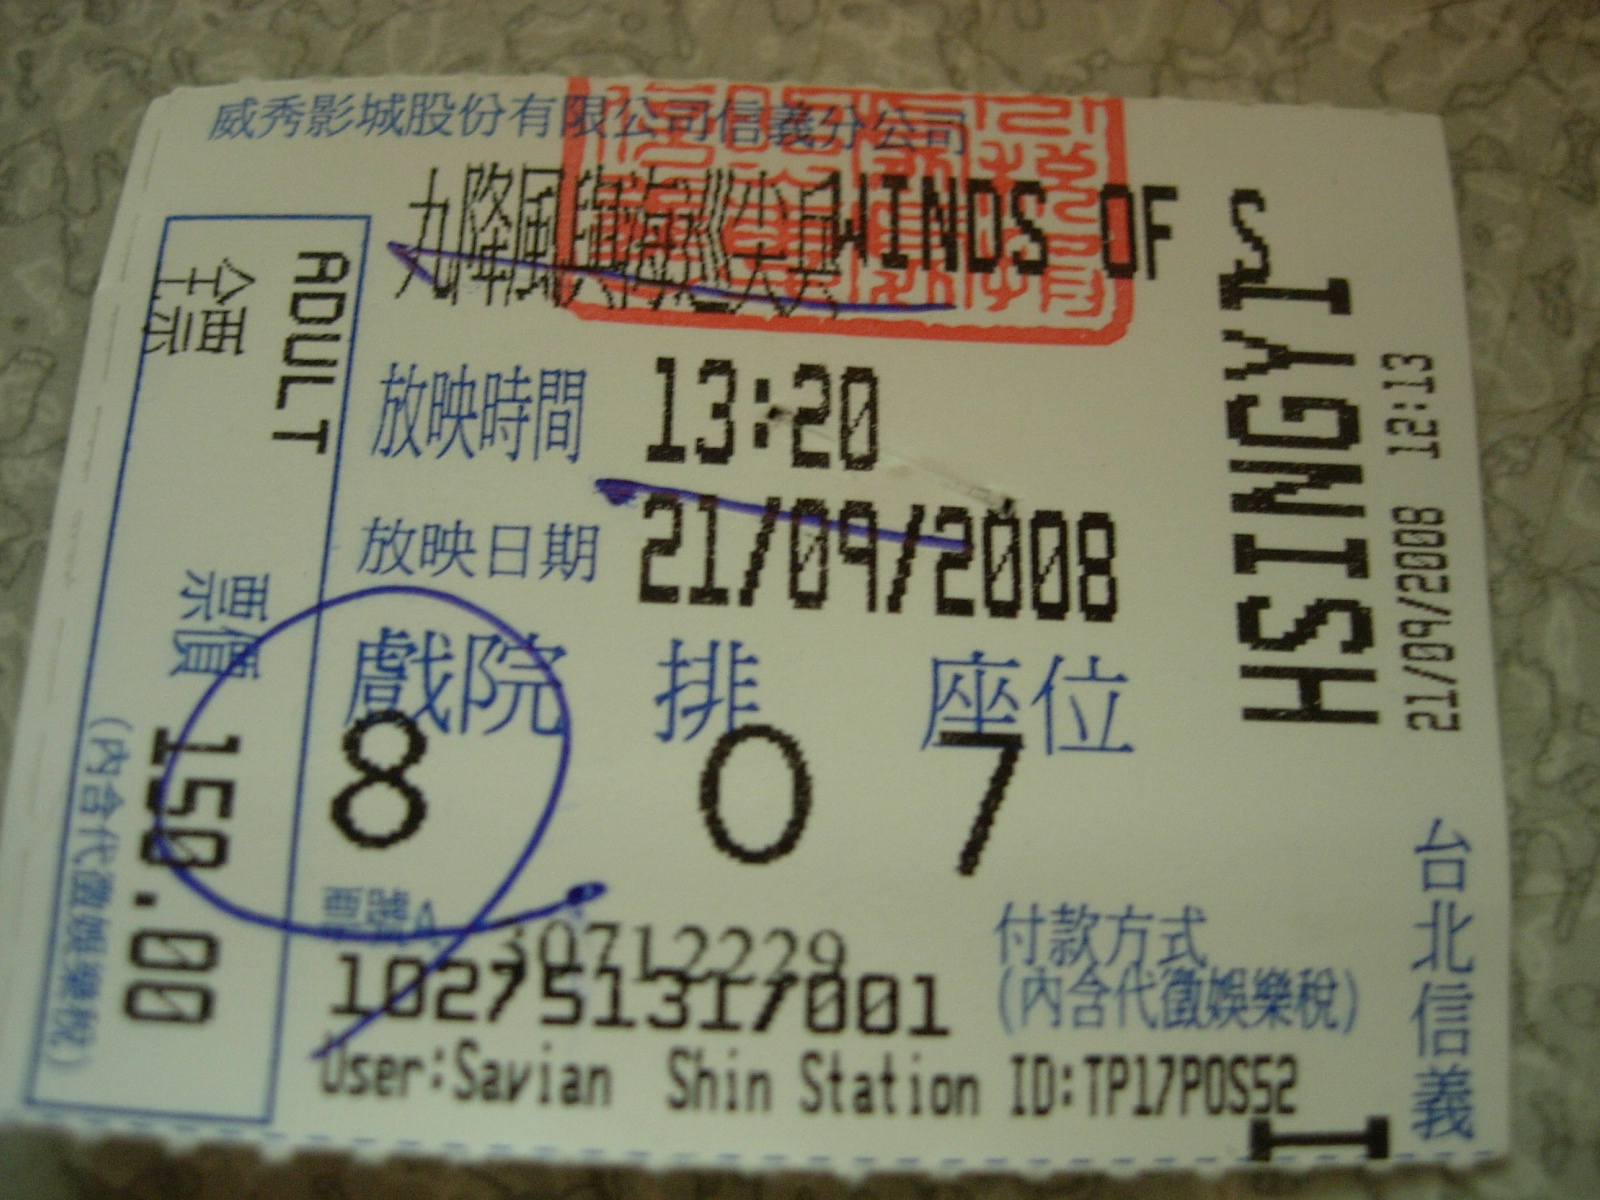 威秀影城股份有限公司信義分公司
九降風 WINDS OF S
放映時間 13:20
放映日期 21/09/2008
戲院 排 座位
8 O 7
30712229
10275131/001
付款方式
(內含代徵娛樂稅)
User:Savian Shin Station ID:TP17POS52
ADULT
全票
票價 150.00
(內含代徵娛樂稅)
HSINGYI
21/09/2008 12:13
台北信義
I